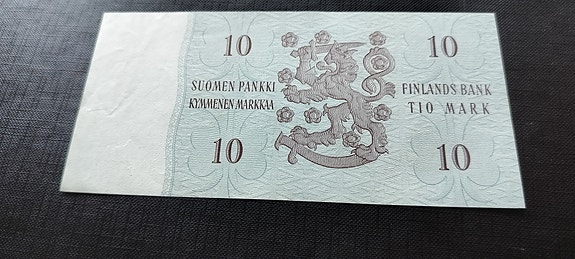 10 10
SUOMEN PANKKI
KYMMENEN MARKKAA
FINLANDS BANK
TIO MARK
10 10